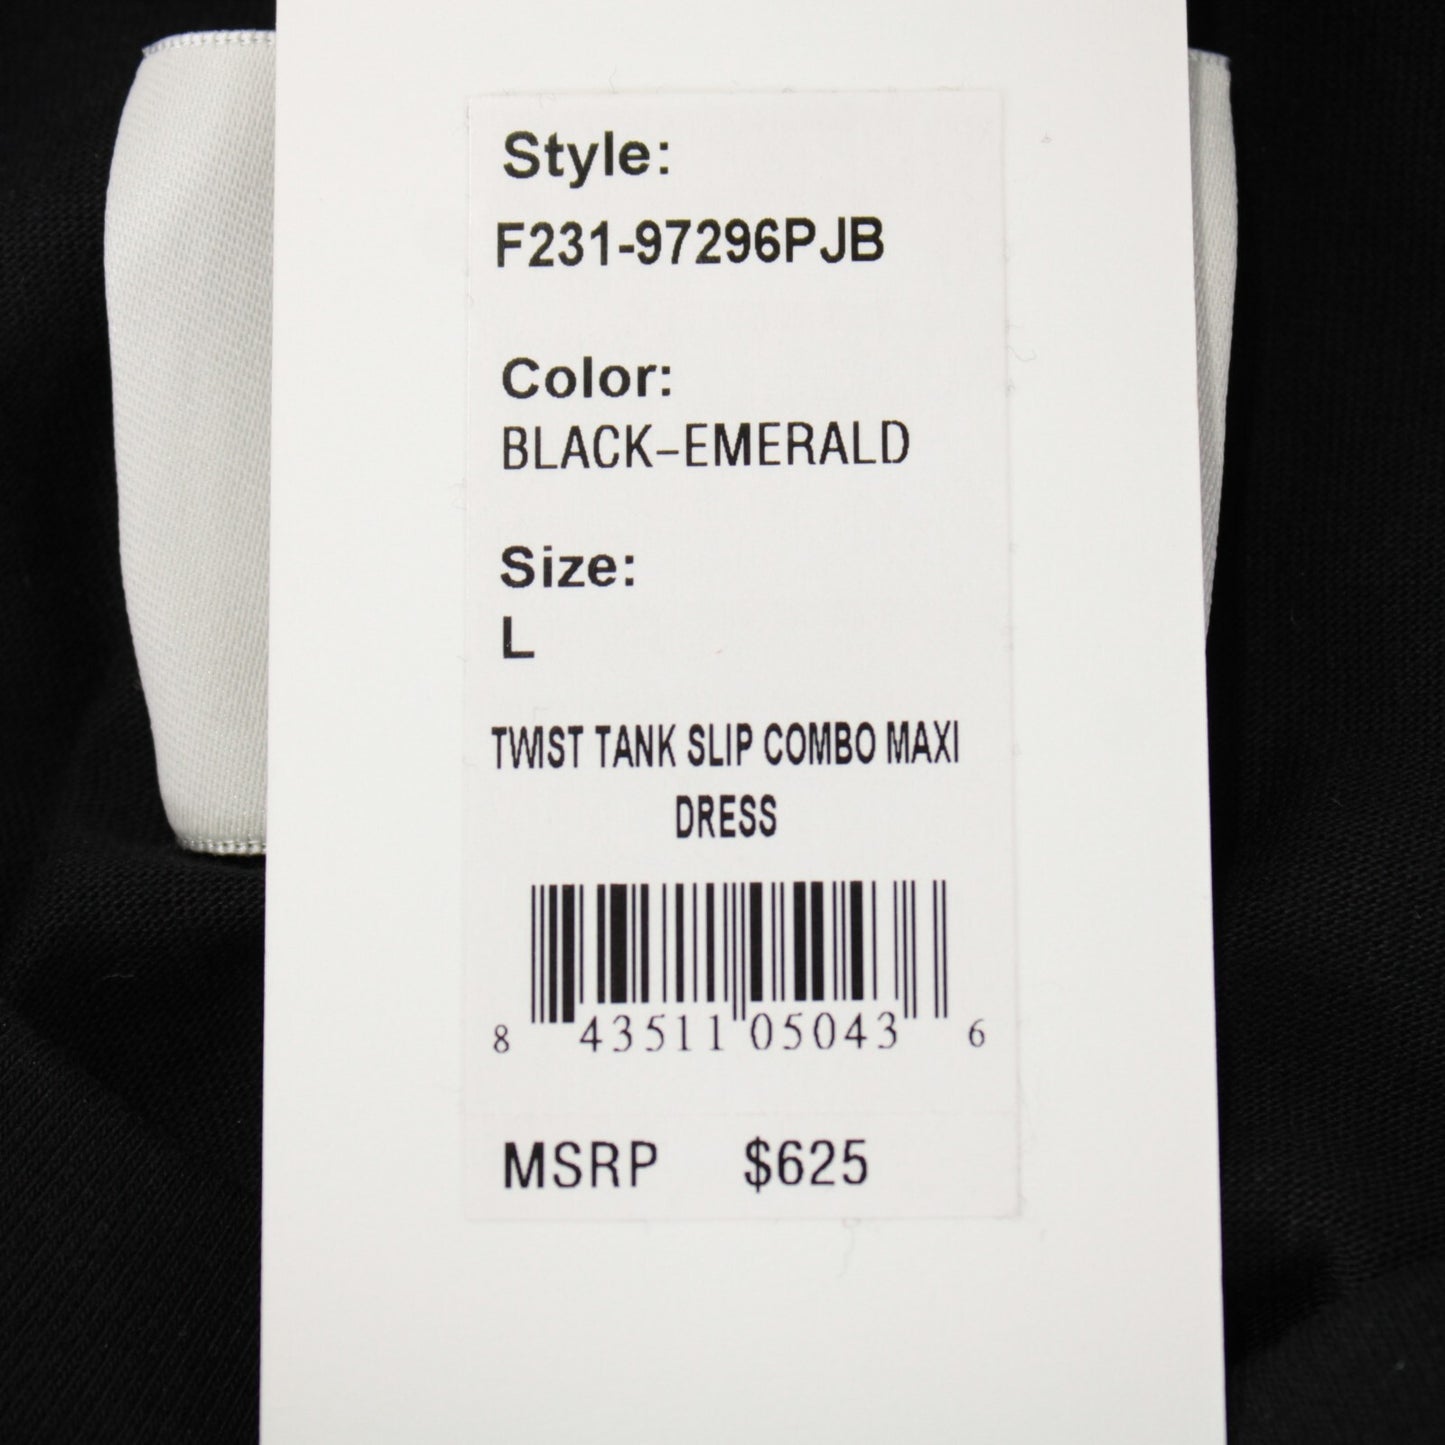 Style:
F231-97296PJB
Color:
BLACK-EMERALD
Size:
L
TWIST TANK SLIP COMBO MAXI
DRESS
8 43511 05043 6
MSRP $625